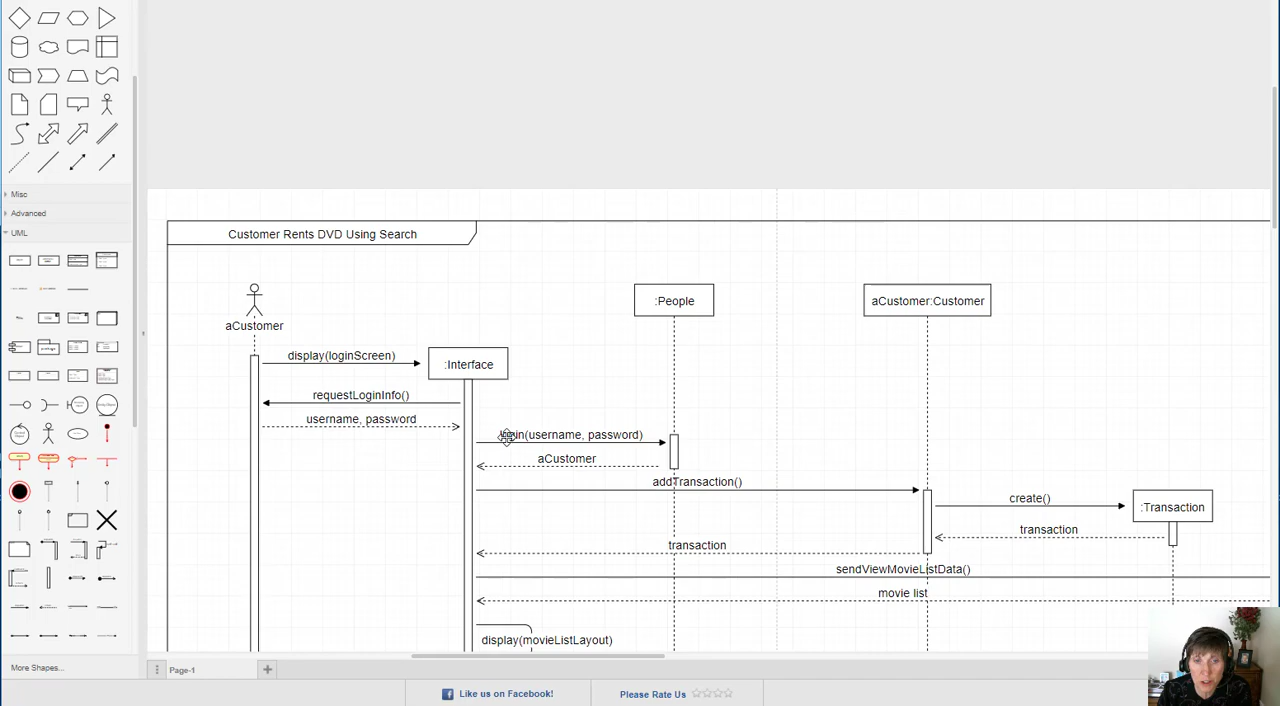 Misc
Advanced
UML
More Shapes...
Customer Rents DVD Using Search
aCustomer
:People
aCustomer:Customer
display(loginScreen)
:Interface
requestLoginInfo()
username, password
login(username, password)
aCustomer
addTransaction()
create()
:Transaction
transaction
transaction
sendViewMovieListData()
movie list
display(movieListLayout)
Page-1
Like us on Facebook!
Please Rate Us